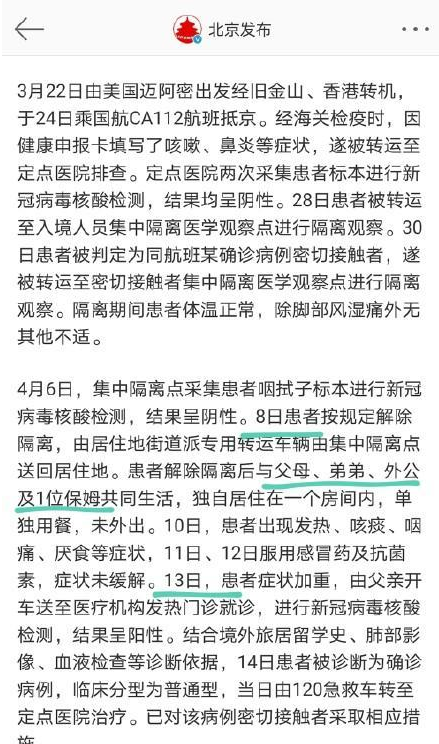 北京发布
3月22日由美国迈阿密出发经旧金山、香港转机，
于24日乘国航CA112航班抵京。经海关检疫时，因
健康申报卡填写了咳嗽、鼻炎等症状，遂被转运至
定点医院排查。定点医院两次采集患者标本进行新
冠病毒核酸检测，结果均呈阴性。28日患者被转运
至入境人员集中隔离医学观察点进行隔离观察。30
日患者被判定为同航班某确诊病例密切接触者，遂
被转运至密切接触者集中隔离医学观察点进行隔离
观察。隔离期间患者体温正常，除脚部风湿痛外无
其他不适。
4月6日，集中隔离点采集患者咽拭子标本进行新冠
病毒核酸检测，结果呈阴性。8日患者按规定解除
隔离，由居住地街道派专用转运车辆由集中隔离点
送回居住地。患者解除隔离后与父母、弟弟、外公
及1位保姆共同生活，独自居住在一个房间内，单
独用餐，未外出。10日，患者出现发热、咳痰、咽
痛、厌食等症状，11日、12日服用感冒药及抗菌
素，症状未缓解。13日，患者症状加重，由父亲开
车送至医疗机构发热门诊就诊，进行新冠病毒核酸
检测，结果呈阳性。结合境外旅居留学史、肺部影
像、血液检查等诊断依据，14日患者被诊断为确诊
病例，临床分型为普通型，当日由120急救车转至
定点医院治疗。已对该病例密切接触者采取相应措
施